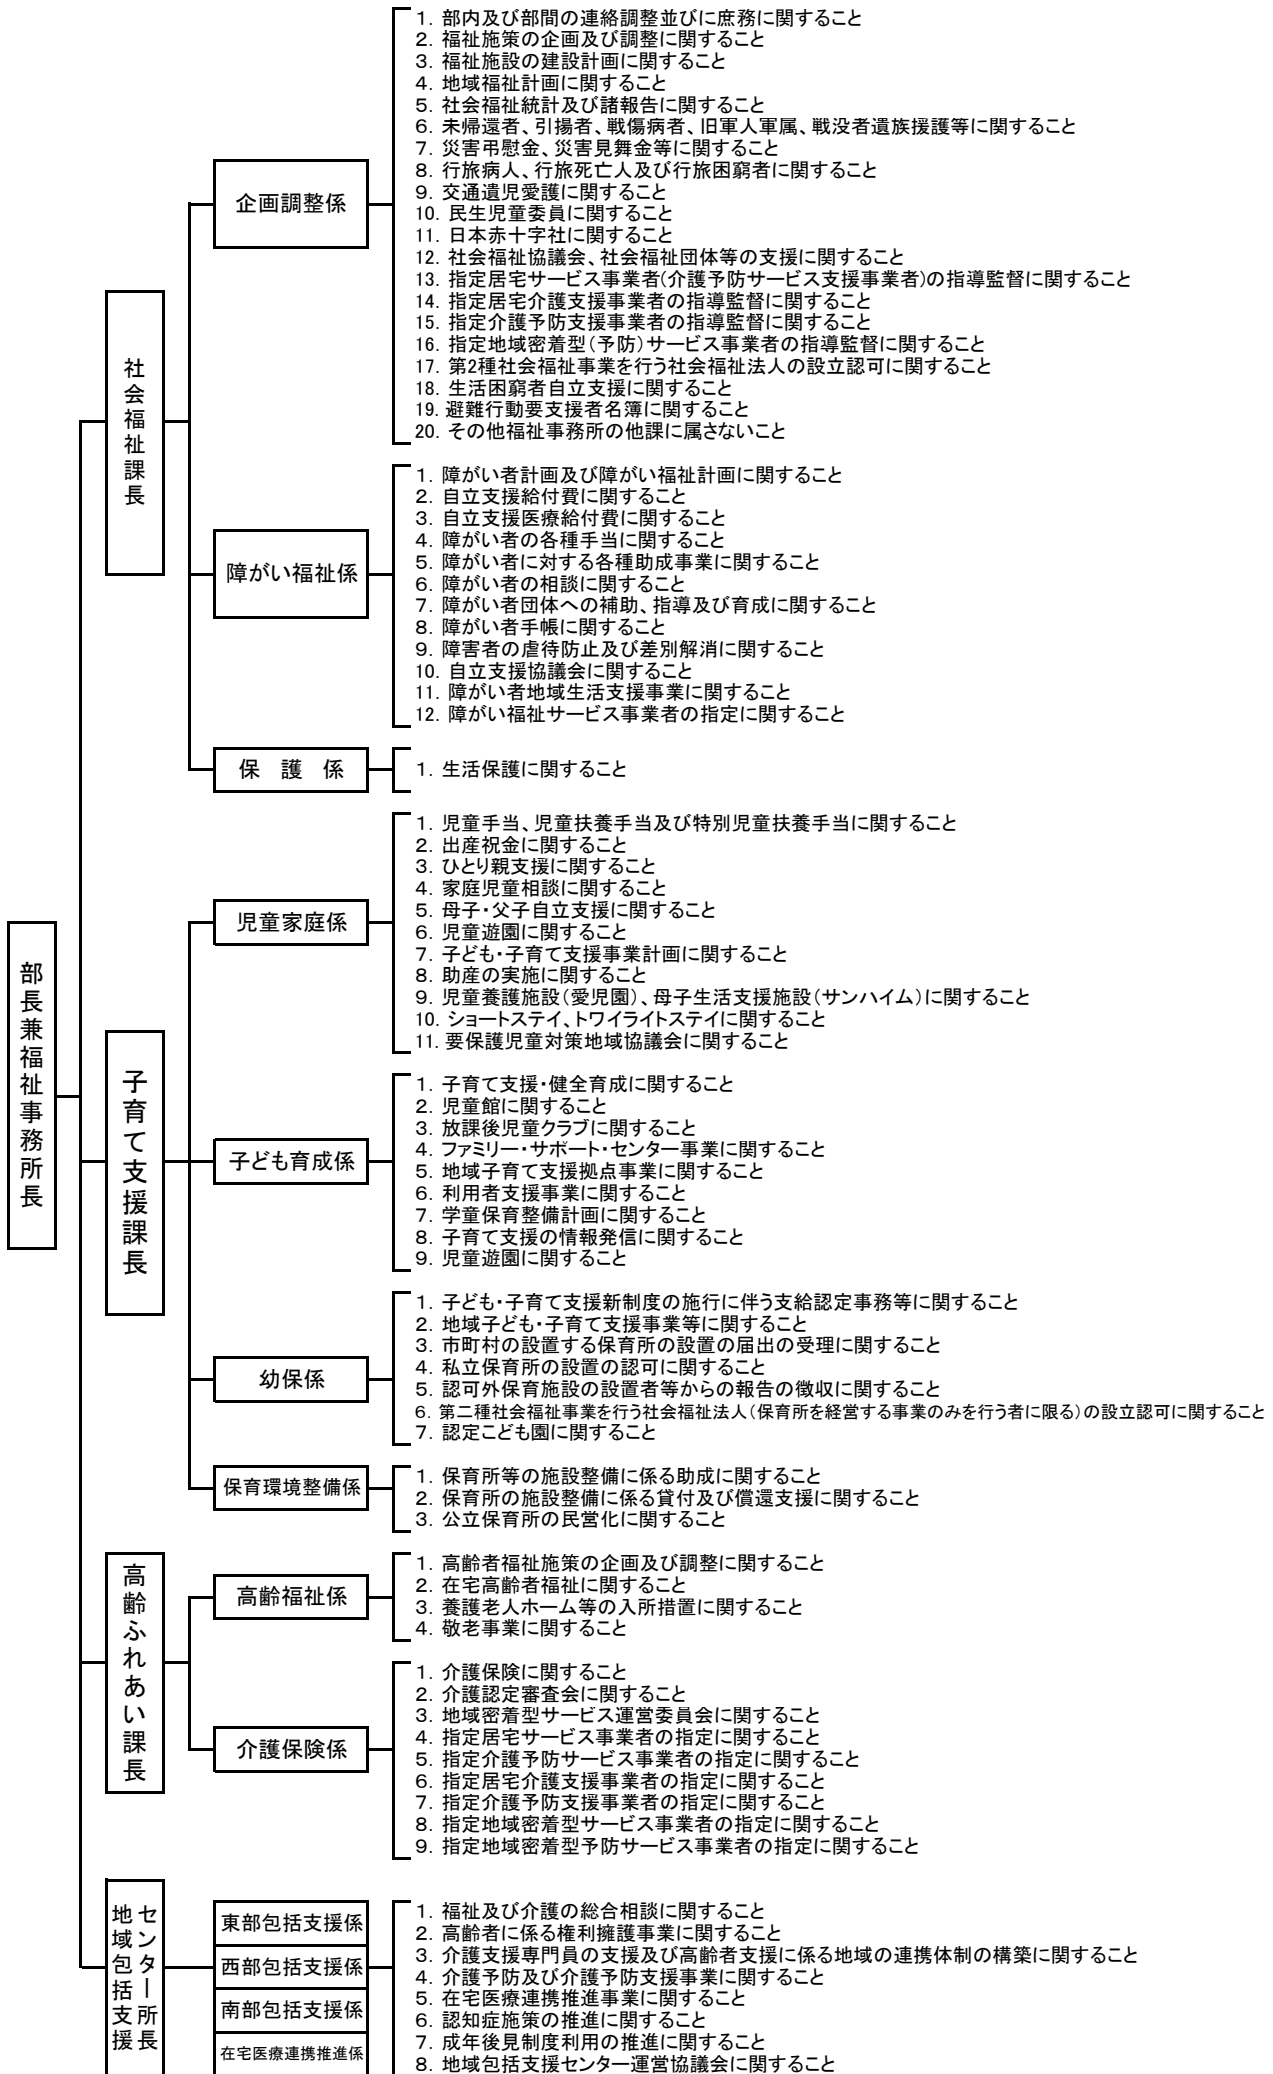 部長兼福祉事務所長
社会福祉課長
企画調整係
1. 部内及び部間の連絡調整並びに庶務に関すること
2. 福祉施策の企画及び調整に関すること
3. 福祉施設の建設計画に関すること
4. 地域福祉計画に関すること
5. 社会福祉統計及び諸報告に関すること
6. 未帰還者、引揚者、戦傷病者、旧軍人軍属、戦没者遺族援護等に関すること
7. 災害弔慰金、災害見舞金等に関すること
8. 行旅病人、行旅死亡人及び行旅困窮者に関すること
9. 交通遺児愛護に関すること
10. 民生児童委員に関すること
11. 日本赤十字社に関すること
12. 社会福祉協議会、社会福祉団体等の支援に関すること
13. 指定居宅サービス事業者(介護予防サービス支援事業者)の指導監督に関すること
14. 指定居宅介護支援事業者の指導監督に関すること
15. 指定介護予防支援事業者の指導監督に関すること
16. 指定地域密着型(予防)サービス事業者の指導監督に関すること
17. 第2種社会福祉事業を行う社会福祉法人の設立認可に関すること
18. 生活困窮者自立支援に関すること
19. 避難行動要支援者名簿に関すること
20. その他福祉事務所の他課に属さないこと
障がい福祉係
1. 障がい者計画及び障がい福祉計画に関すること
2. 自立支援給付費に関すること
3. 自立支援医療給付費に関すること
4. 障がい者の各種手当に関すること
5. 障がい者に対する各種助成事業に関すること
6. 障がい者の相談に関すること
7. 障がい者団体への補助、指導及び育成に関すること
8. 障がい者手帳に関すること
9. 障害者の虐待防止及び差別解消に関すること
10. 自立支援協議会に関すること
11. 障がい者地域生活支援事業に関すること
12. 障がい福祉サービス事業者の指定に関すること
保 護 係
1. 生活保護に関すること
子育て支援課長
児童家庭係
1. 児童手当、児童扶養手当及び特別児童扶養手当に関すること
2. 出産祝金に関すること
3. ひとり親支援に関すること
4. 家庭児童相談に関すること
5. 母子・父子自立支援に関すること
6. 児童遊園に関すること
7. 子ども・子育て支援事業計画に関すること
8. 助産の実施に関すること
9. 児童養護施設(愛児園)、母子生活支援施設(サンハイム)に関すること
10. ショートステイ、トワイライトステイに関すること
11. 要保護児童対策地域協議会に関すること
子ども育成係
1. 子育て支援・健全育成に関すること
2. 児童館に関すること
3. 放課後児童クラブに関すること
4. ファミリー・サポート・センター事業に関すること
5. 地域子育て支援拠点事業に関すること
6. 利用者支援事業に関すること
7. 学童保育整備計画に関すること
8. 子育て支援の情報発信に関すること
9. 児童遊園に関すること
幼保係
1. 子ども・子育て支援新制度の施行に伴う支給認定事務等に関すること
2. 地域子ども・子育て支援事業等に関すること
3. 市町村の設置する保育所の設置の届出の受理に関すること
4. 私立保育所の設置の認可に関すること
5. 認可外保育施設の設置者等からの報告の徴収に関すること
6. 第二種社会福祉事業を行う社会福祉法人(保育所を経営する事業のみを行う者に限る)の設立認可に関すること
7. 認定こども園に関すること
保育環境整備係
1. 保育所等の施設整備に係る助成に関すること
2. 保育所の施設整備に係る貸付及び償還支援に関すること
3. 公立保育所の民営化に関すること
高齢ふれあい課長
高齢福祉係
1. 高齢者福祉施策の企画及び調整に関すること
2. 在宅高齢者福祉に関すること
3. 養護老人ホーム等の入所措置に関すること
4. 敬老事業に関すること
介護保険係
1. 介護保険に関すること
2. 介護認定審査会に関すること
3. 地域密着型サービス運営委員会に関すること
4. 指定居宅サービス事業者の指定に関すること
5. 指定介護予防サービス事業者の指定に関すること
6. 指定居宅介護支援事業者の指定に関すること
7. 指定介護予防支援事業者の指定に関すること
8. 指定地域密着型サービス事業者の指定に関すること
9. 指定地域密着型予防サービス事業者の指定に関すること
地域包括支援
センター所長
東部包括支援係
西部包括支援係
南部包括支援係
在宅医療連携推進係
1. 福祉及び介護の総合相談に関すること
2. 高齢者に係る権利擁護事業に関すること
3. 介護支援専門員の支援及び高齢者支援に係る地域の連携体制の構築に関すること
4. 介護予防及び介護予防支援事業に関すること
5. 在宅医療連携推進事業に関すること
6. 認知症施策の推進に関すること
7. 成年後見制度利用の推進に関すること
8. 地域包括支援センター運営協議会に関すること